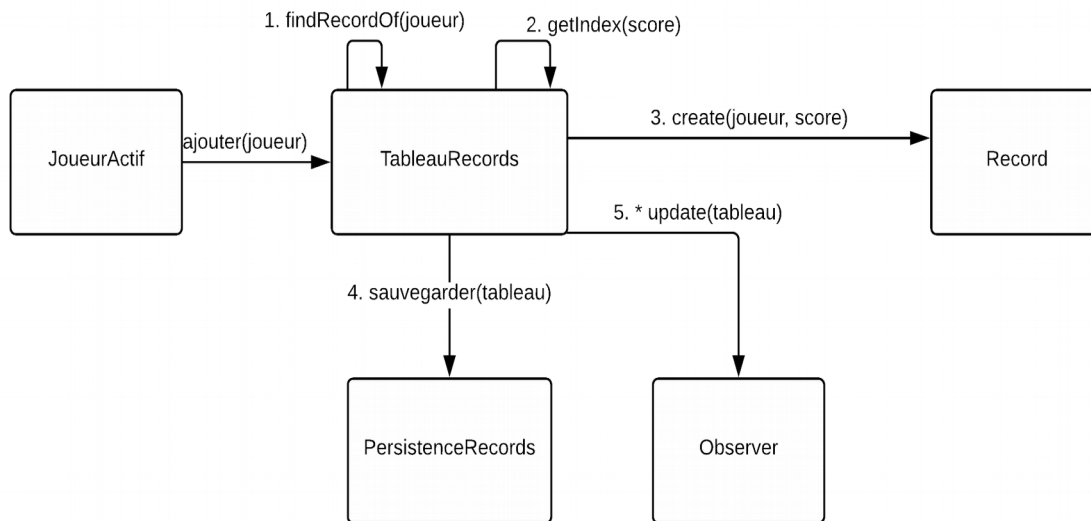 1. findRecordOf(joueur)
2. getIndex(score)
3. create(joueur, score)
ajouter(joueur)
JoueurActif
TableauRecords
Record
5. * update(tableau)
4. sauvegarder(tableau)
PersistenceRecords
Observer